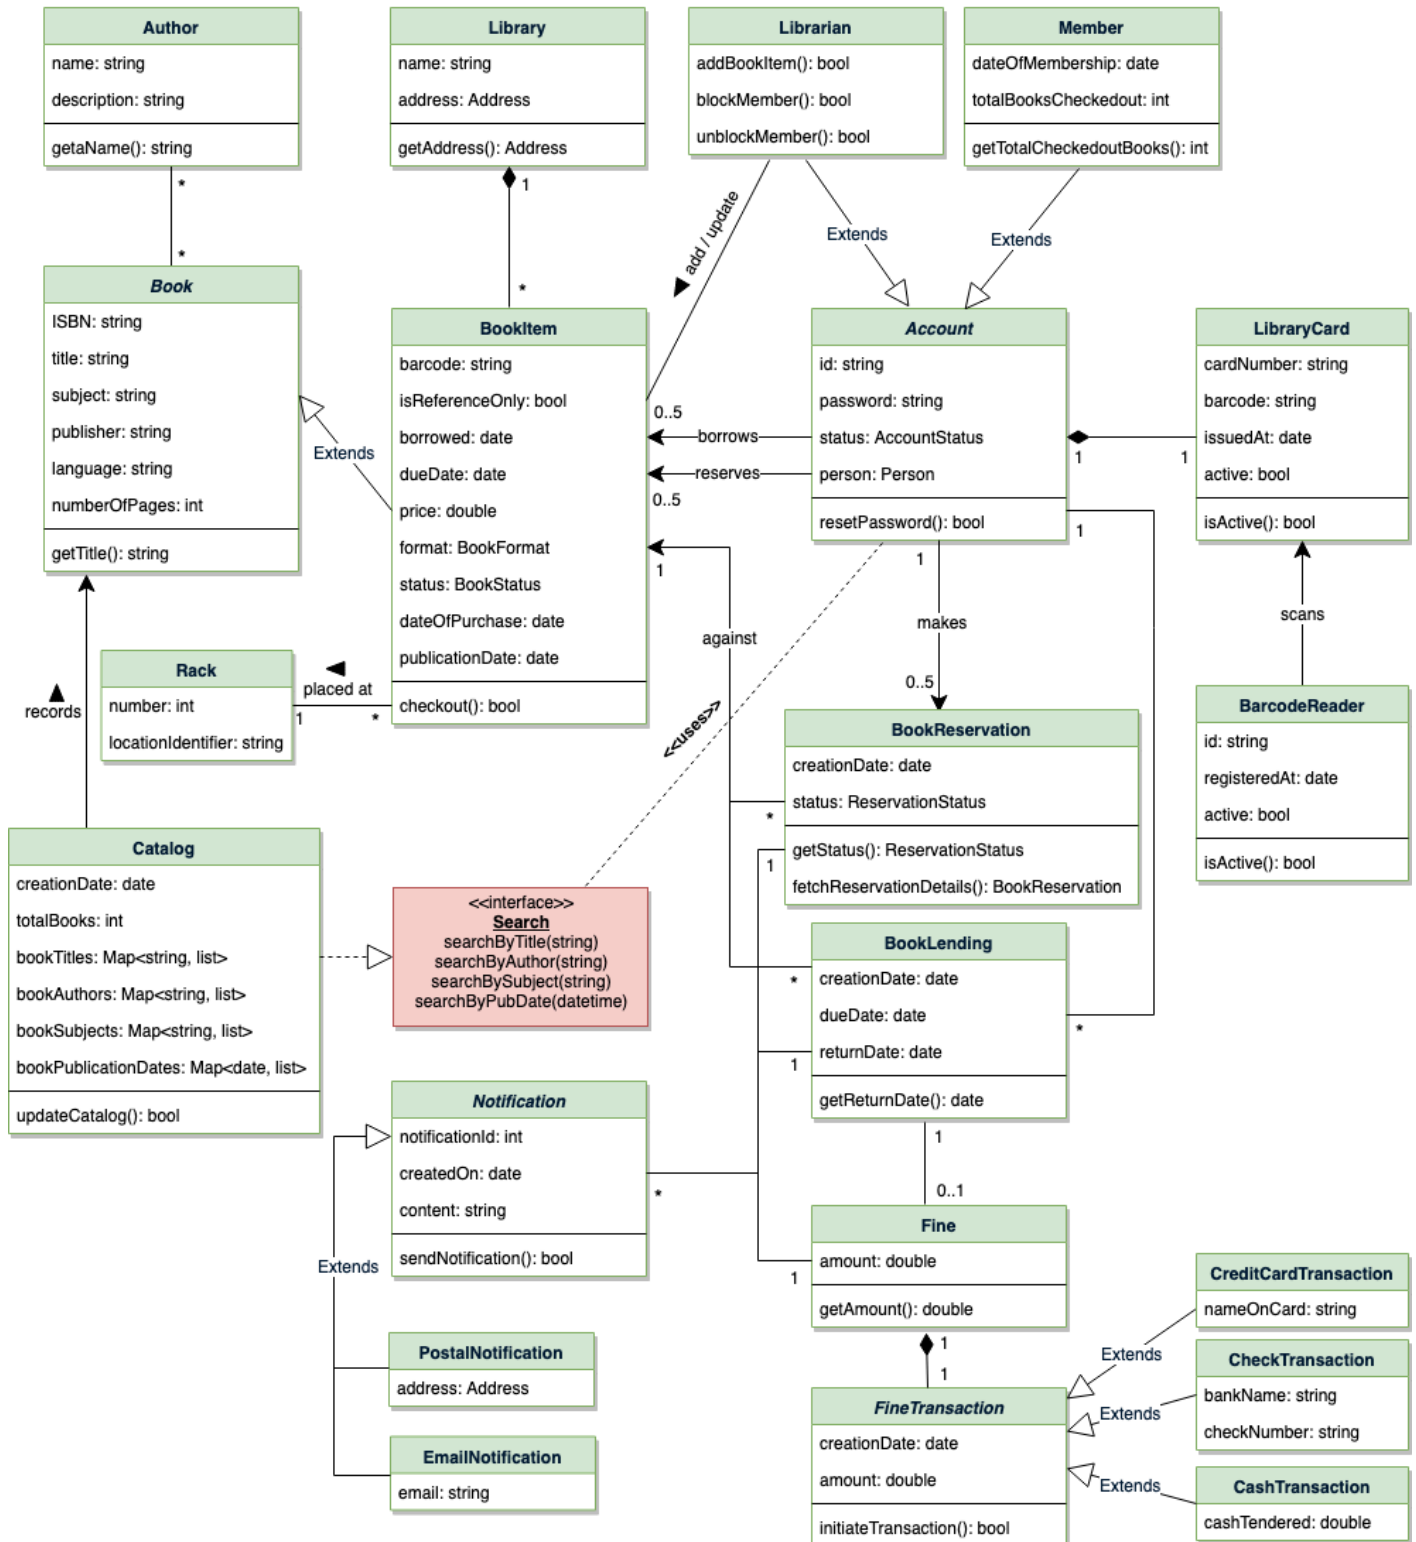 Author
name: string
description: string
getaName(): string
*
*
Library
name: string
address: Address
getAddress(): Address
1
*
Librarian
addBookItem(): bool
blockMember(): bool
unblockMember(): bool
add / update
Extends
Member
dateOfMembership: date
totalBooksCheckedout: int
getTotalCheckedoutBooks(): int
Extends
Book
ISBN: string
title: string
subject: string
publisher: string
language: string
numberOfPages: int
getTitle(): string
Extends
BookItem
barcode: string
isReferenceOnly: bool
borrowed: date
dueDate: date
price: double
format: BookFormat
status: BookStatus
dateOfPurchase: date
publicationDate: date
checkout(): bool
0..5
borrows
reserves
0..5
1
against
Account
id: string
password: string
status: AccountStatus
person: Person
resetPassword(): bool
1
1
1
1
makes
0..5
<<uses>>
LibraryCard
cardNumber: string
barcode: string
issuedAt: date
active: bool
isActive(): bool
scans
BarcodeReader
id: string
registeredAt: date
active: bool
isActive(): bool
Rack
number: int
locationIdentifier: string
placed at
1
*
records
BookReservation
creationDate: date
status: ReservationStatus
getStatus(): ReservationStatus
fetchReservationDetails(): BookReservation
*
1
Catalog
creationDate: date
totalBooks: int
bookTitles: Map<string, list>
bookAuthors: Map<string, list>
bookSubjects: Map<string, list>
bookPublicationDates: Map<date, list>
updateCatalog(): bool
<<interface>>
Search
searchByTitle(string)
searchByAuthor(string)
searchBySubject(string)
searchByPubDate(datetime)
BookLending
creationDate: date
dueDate: date
returnDate: date
getReturnDate(): date
*
*
1
1
0..1
Notification
notificationId: int
createdOn: date
content: string
sendNotification(): bool
*
Extends
PostalNotification
address: Address
EmailNotification
email: string
Fine
amount: double
getAmount(): double
1
1
1
FineTransaction
creationDate: date
amount: double
initiateTransaction(): bool
CreditCardTransaction
nameOnCard: string
Extends
CheckTransaction
bankName: string
checkNumber: string
Extends
CashTransaction
cashTendered: double
Extends